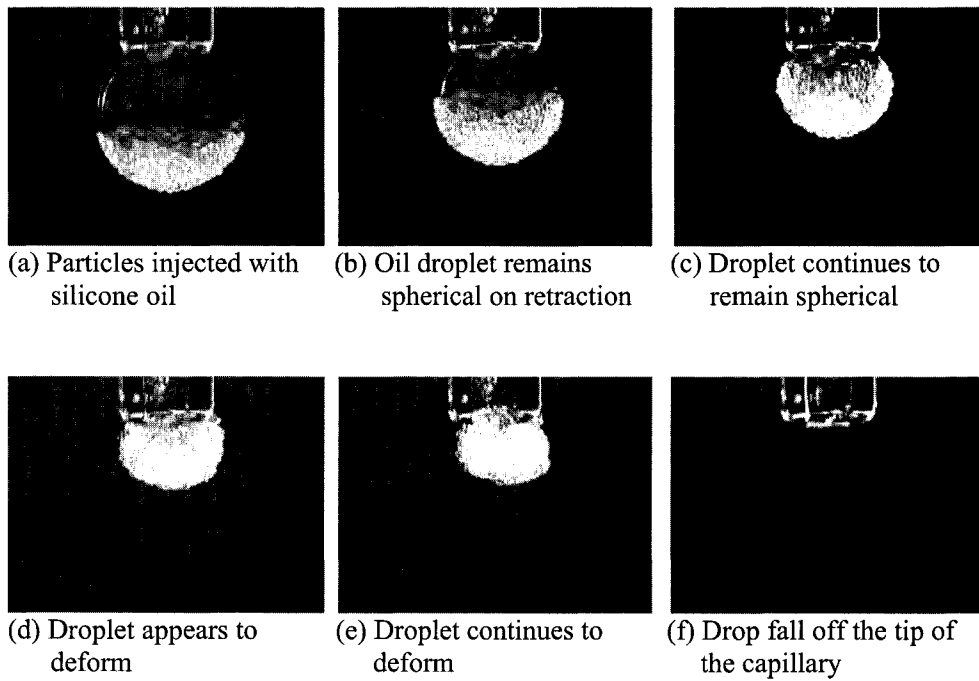 (a) Particles injected with
silicone oil
(b) Oil droplet remains
spherical on retraction
(c) Droplet continues to
remain spherical
(d) Droplet appears to
deform
(e) Droplet continues to
deform
(f) Drop fall off the tip of
the capillary